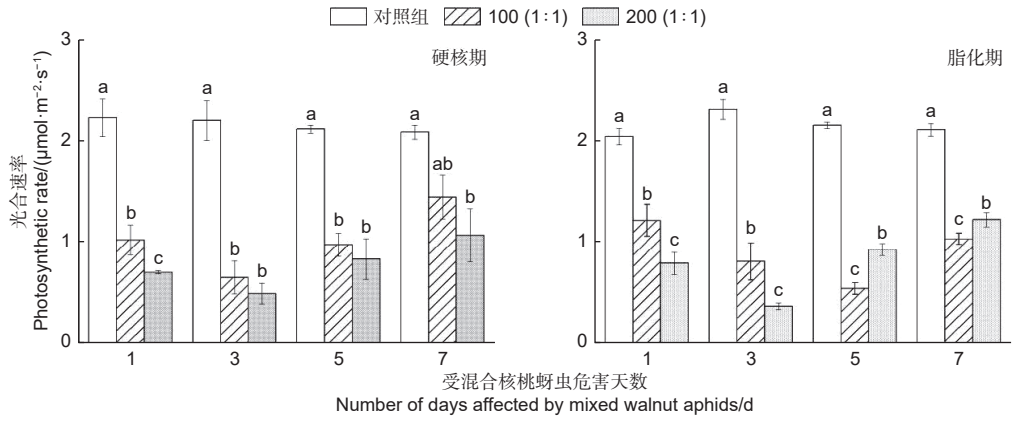 对照组 100 (1∶1) 200 (1∶1)
光合速率
Photosynthetic rate/(μmol·m⁻²·s⁻¹)
硬核期
3
2
1
0
a
b
c
a
b
b
a
b
b
a
ab
b
1 3 5 7
脂化期
3
2
1
0
a
b
c
a
b
c
a
c
b
a
c
b
1 3 5 7
受混合核桃蚜虫危害天数
Number of days affected by mixed walnut aphids/d